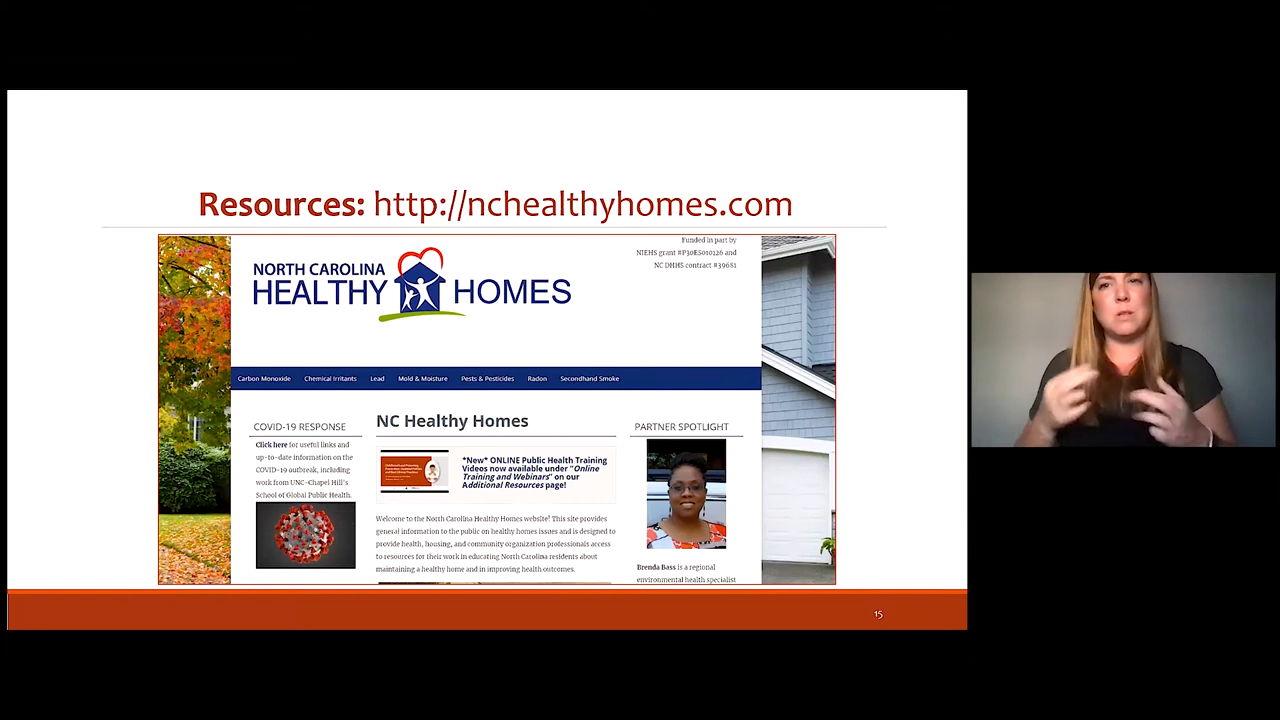 Resources: http://nchealthyhomes.com
Funded in part by
NIEHS grant #P30ES010126 and
NC DHHS contract #39681
NORTH CAROLINA
HEALTHY HOMES
Carbon Monoxide Chemical Irritants Lead Mold & Moisture Pests & Pesticides Radon Secondhand Smoke
COVID-19 RESPONSE
Click here for useful links and
up-to-date information on the
COVID-19 outbreak, including
work from UNC-Chapel Hill's
School of Global Public Health.
NC Healthy Homes
*New* ONLINE Public Health Training
Videos now available under "Online
Training and Webinars" on our
Additional Resources page!
Welcome to the North Carolina Healthy Homes website! This site provides
general information to the public on healthy homes issues and is designed to
provide health, housing, and community organization professionals access
to resources for their work in educating North Carolina residents about
maintaining a healthy home and in improving health outcomes.
PARTNER SPOTLIGHT
Brenda Bass is a regional
environmental health specialist
15